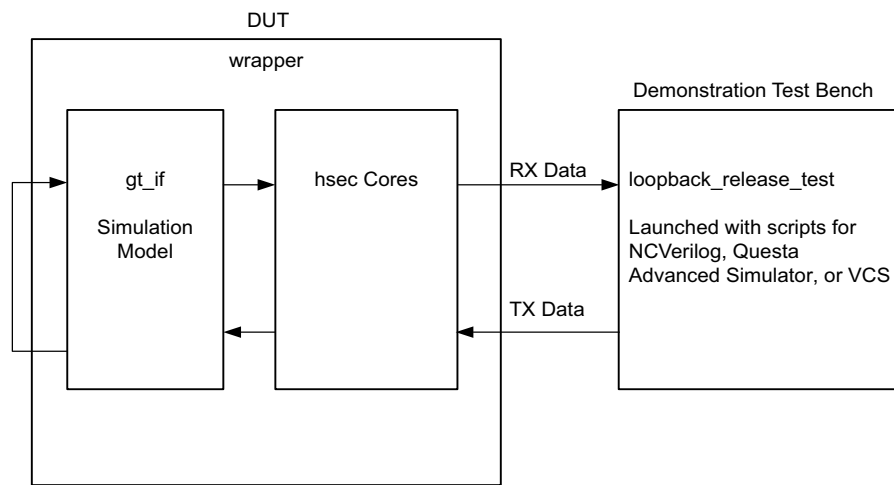 DUT
wrapper
Demonstration Test Bench
gt_if
Simulation
Model
hsec Cores
RX Data
TX Data
loopback_release_test
Launched with scripts for
NCVerilog, Questa
Advanced Simulator, or VCS